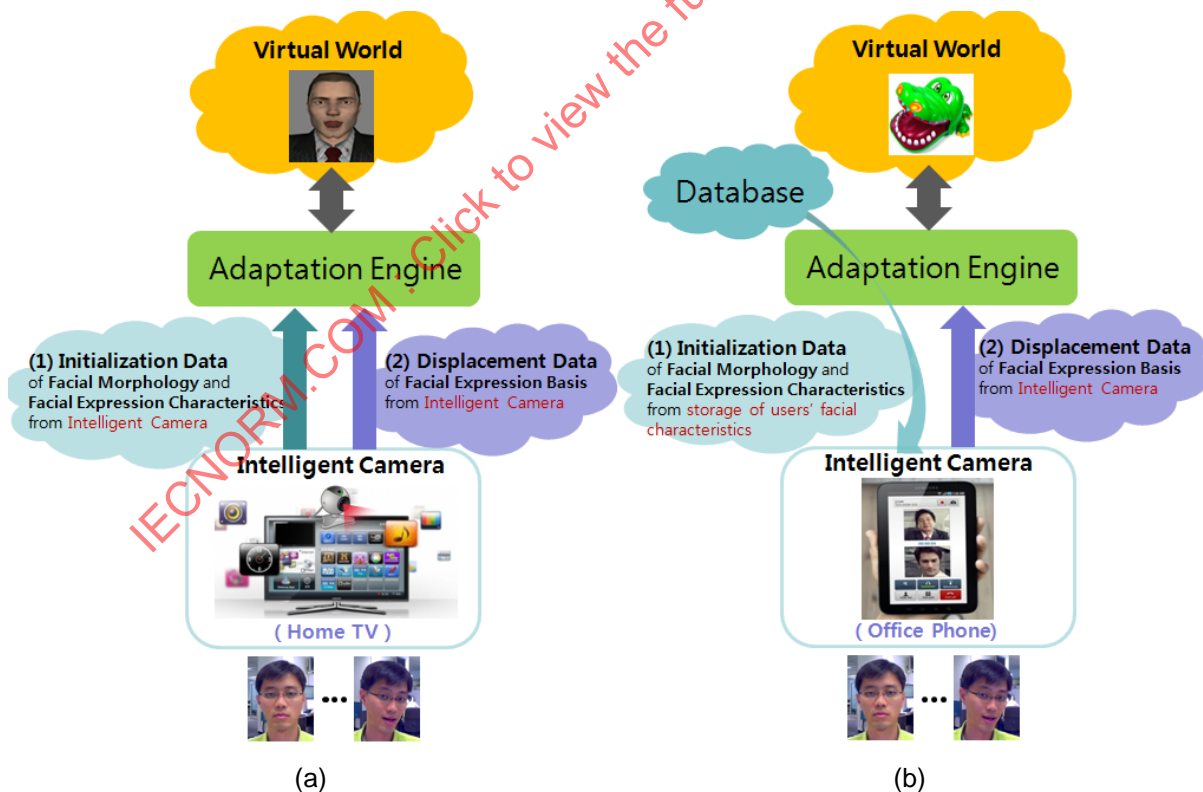 Virtual World
Adaptation Engine
(1) Initialization Data
of Facial Morphology and
Facial Expression Characteristics
from Intelligent Camera
(2) Displacement Data
of Facial Expression Basis
from Intelligent Camera
Intelligent Camera
( Home TV )
(a)
Virtual World
Database
Adaptation Engine
(1) Initialization Data
of Facial Morphology and
Facial Expression Characteristics
from storage of users' facial
characteristics
(2) Displacement Data
of Facial Expression Basis
from Intelligent Camera
Intelligent Camera
( Office Phone)
(b)
IECNORM.COM : Click to view the fu